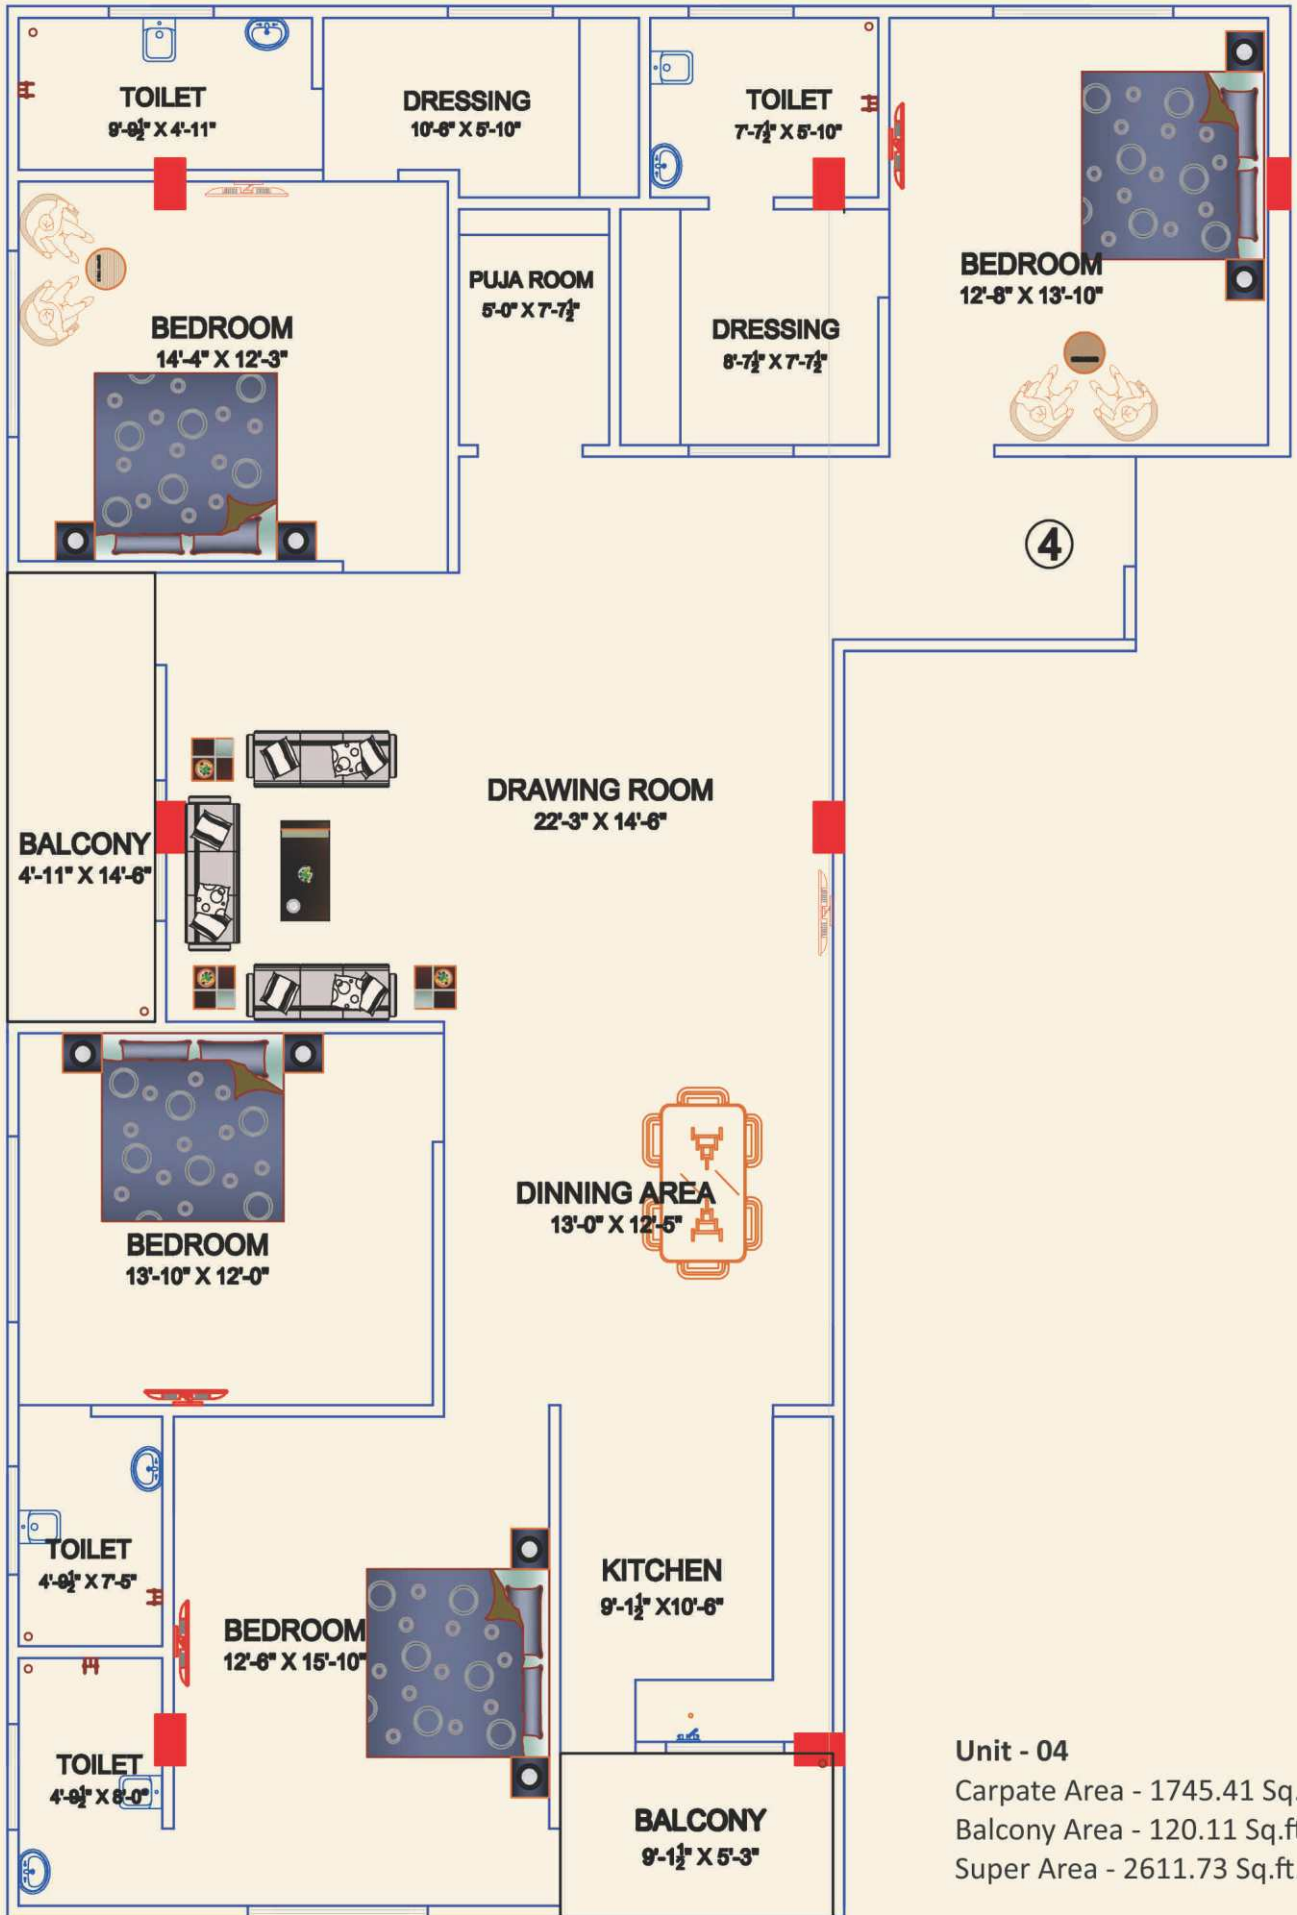 TOILET
9'-9½" X 4'-11"
DRESSING
10'-6" X 5'-10"
TOILET
7'-7½" X 5'-10"
BEDROOM
12'-8" X 13'-10"
PUJA ROOM
5'-0" X 7'-7½"
BEDROOM
14'-4" X 12'-3"
DRESSING
8'-7½" X 7'-7½"
4
DRAWING ROOM
22'-3" X 14'-6"
BALCONY
4'-11" X 14'-6"
DINNING AREA
13'-0" X 12'-5"
BEDROOM
13'-10" X 12'-0"
TOILET
4'-9½" X 7'-5"
KITCHEN
9'-1½" X10'-6"
BEDROOM
12'-6" X 15'-10"
TOILET
4'-9½" X 8'-0"
BALCONY
9'-1½" X 5'-3"
Unit - 04
Carpate Area - 1745.41 Sq.
Balcony Area - 120.11 Sq.ft
Super Area - 2611.73 Sq.ft.